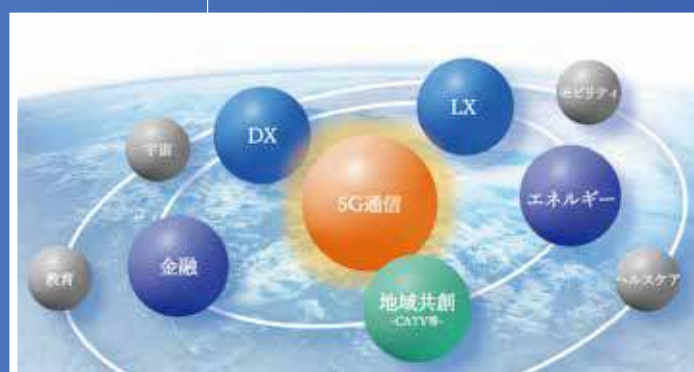 LX
モビリティ
DX
宇宙
5G通信
エネルギー
金融
教育
ヘルスケア
地域共創
-CATV等-